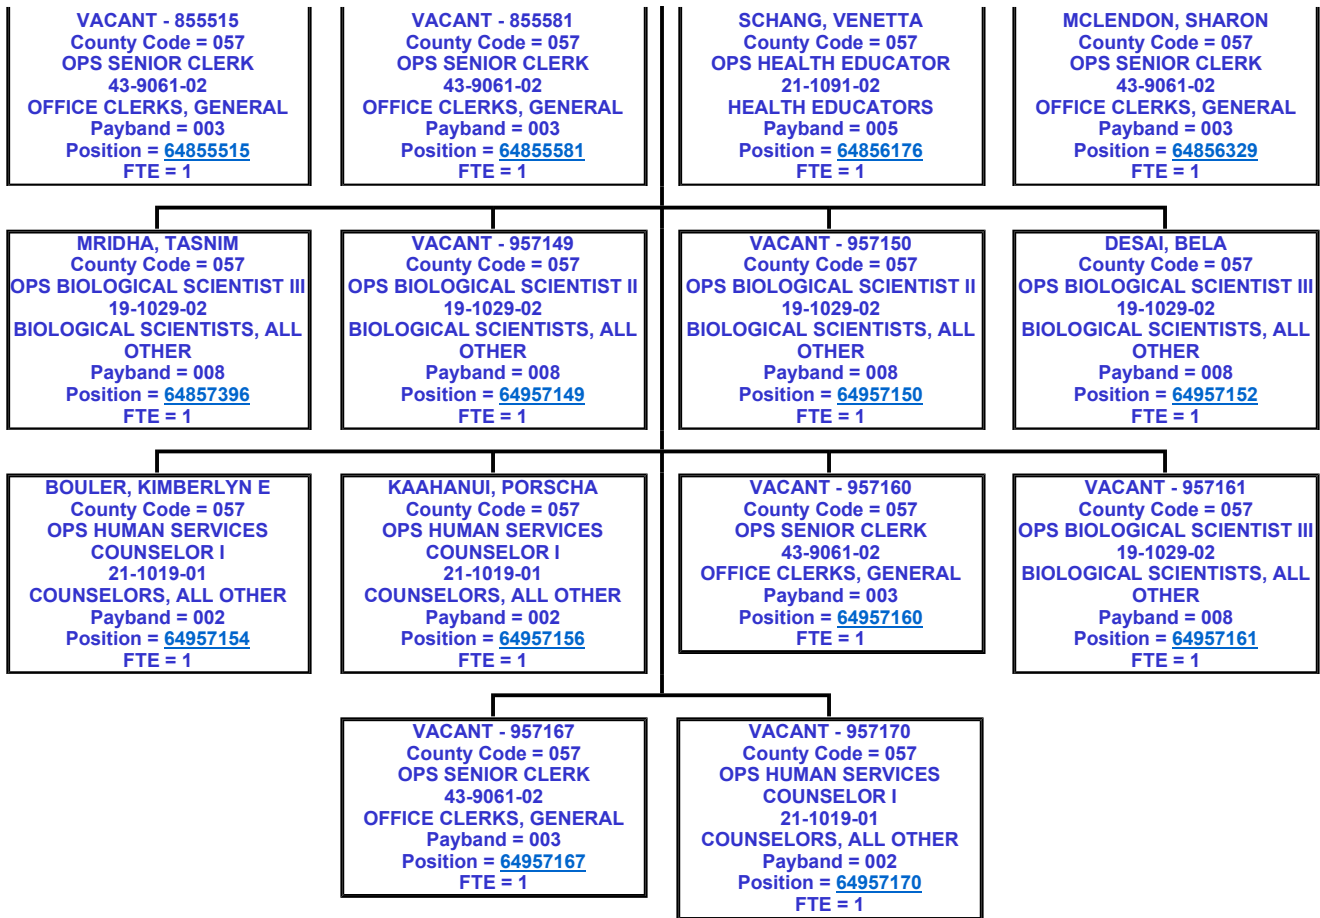 VACANT - 855515
County Code = 057
OPS SENIOR CLERK
43-9061-02
OFFICE CLERKS, GENERAL
Payband = 003
Position = 64855515
FTE = 1
VACANT - 855581
County Code = 057
OPS SENIOR CLERK
43-9061-02
OFFICE CLERKS, GENERAL
Payband = 003
Position = 64855581
FTE = 1
SCHANG, VENETTA
County Code = 057
OPS HEALTH EDUCATOR
21-1091-02
HEALTH EDUCATORS
Payband = 005
Position = 64856176
FTE = 1
MCLENDON, SHARON
County Code = 057
OPS SENIOR CLERK
43-9061-02
OFFICE CLERKS, GENERAL
Payband = 003
Position = 64856329
FTE = 1
MRIDHA, TASNIM
County Code = 057
OPS BIOLOGICAL SCIENTIST III
19-1029-02
BIOLOGICAL SCIENTISTS, ALL
OTHER
Payband = 008
Position = 64857396
FTE = 1
VACANT - 957149
County Code = 057
OPS BIOLOGICAL SCIENTIST II
19-1029-02
BIOLOGICAL SCIENTISTS, ALL
OTHER
Payband = 008
Position = 64957149
FTE = 1
VACANT - 957150
County Code = 057
OPS BIOLOGICAL SCIENTIST II
19-1029-02
BIOLOGICAL SCIENTISTS, ALL
OTHER
Payband = 008
Position = 64957150
FTE = 1
DESAI, BELA
County Code = 057
OPS BIOLOGICAL SCIENTIST III
19-1029-02
BIOLOGICAL SCIENTISTS, ALL
OTHER
Payband = 008
Position = 64957152
FTE = 1
BOULER, KIMBERLYN E
County Code = 057
OPS HUMAN SERVICES
COUNSELOR I
21-1019-01
COUNSELORS, ALL OTHER
Payband = 002
Position = 64957154
FTE = 1
KAAHANUI, PORSCHA
County Code = 057
OPS HUMAN SERVICES
COUNSELOR I
21-1019-01
COUNSELORS, ALL OTHER
Payband = 002
Position = 64957156
FTE = 1
VACANT - 957160
County Code = 057
OPS SENIOR CLERK
43-9061-02
OFFICE CLERKS, GENERAL
Payband = 003
Position = 64957160
FTE = 1
VACANT - 957161
County Code = 057
OPS BIOLOGICAL SCIENTIST III
19-1029-02
BIOLOGICAL SCIENTISTS, ALL
OTHER
Payband = 008
Position = 64957161
FTE = 1
VACANT - 957167
County Code = 057
OPS SENIOR CLERK
43-9061-02
OFFICE CLERKS, GENERAL
Payband = 003
Position = 64957167
FTE = 1
VACANT - 957170
County Code = 057
OPS HUMAN SERVICES
COUNSELOR I
21-1019-01
COUNSELORS, ALL OTHER
Payband = 002
Position = 64957170
FTE = 1